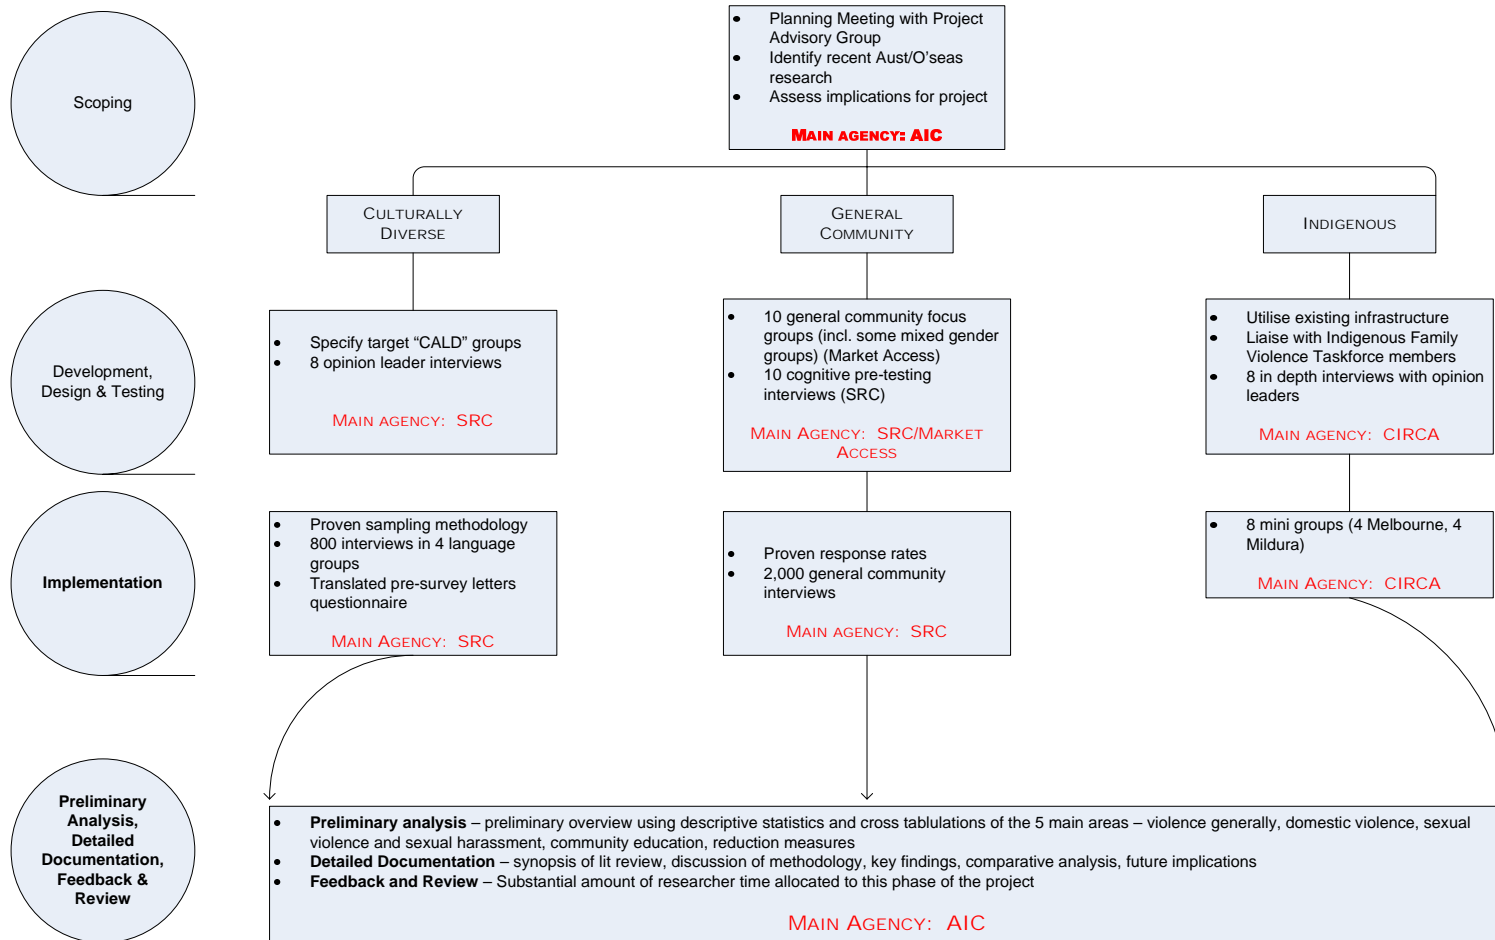 Scoping
• Planning Meeting with Project
Advisory Group
• Identify recent Aust/O'seas
research
• Assess implications for project
MAIN AGENCY: AIC
CULTURALLY
DIVERSE
GENERAL
COMMUNITY
INDIGENOUS
Development,
Design & Testing
• Specify target “CALD” groups
• 8 opinion leader interviews
MAIN AGENCY: SRC
• 10 general community focus
groups (incl. some mixed gender
groups) (Market Access)
• 10 cognitive pre-testing
interviews (SRC)
MAIN AGENCY: SRC/MARKET
ACCESS
• Utilise existing infrastructure
• Liaise with Indigenous Family
Violence Taskforce members
• 8 in depth interviews with opinion
leaders
MAIN AGENCY: CIRCA
Implementation
• Proven sampling methodology
• 800 interviews in 4 language
groups
• Translated pre-survey letters
questionnaire
MAIN AGENCY: SRC
• Proven response rates
• 2,000 general community
interviews
MAIN AGENCY: SRC
• 8 mini groups (4 Melbourne, 4
Mildura)
MAIN AGENCY: CIRCA
Preliminary
Analysis,
Detailed
Documentation,
Feedback &
Review
• Preliminary analysis – preliminary overview using descriptive statistics and cross tablulations of the 5 main areas – violence generally, domestic violence, sexual
violence and sexual harassment, community education, reduction measures
• Detailed Documentation – synopsis of lit review, discussion of methodology, key findings, comparative analysis, future implications
• Feedback and Review – Substantial amount of researcher time allocated to this phase of the project
MAIN AGENCY: AIC